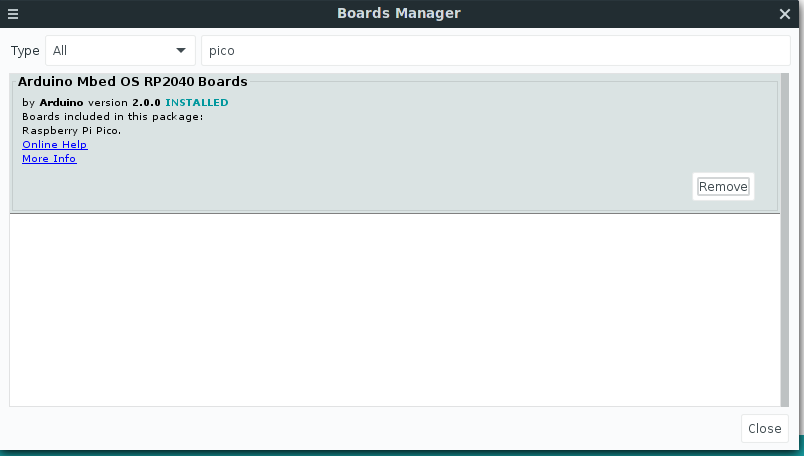 Boards Manager
Type All pico
Arduino Mbed OS RP2040 Boards
by Arduino version 2.0.0 INSTALLED
Boards included in this package:
Raspberry Pi Pico.
Online Help
More Info
Remove
Close